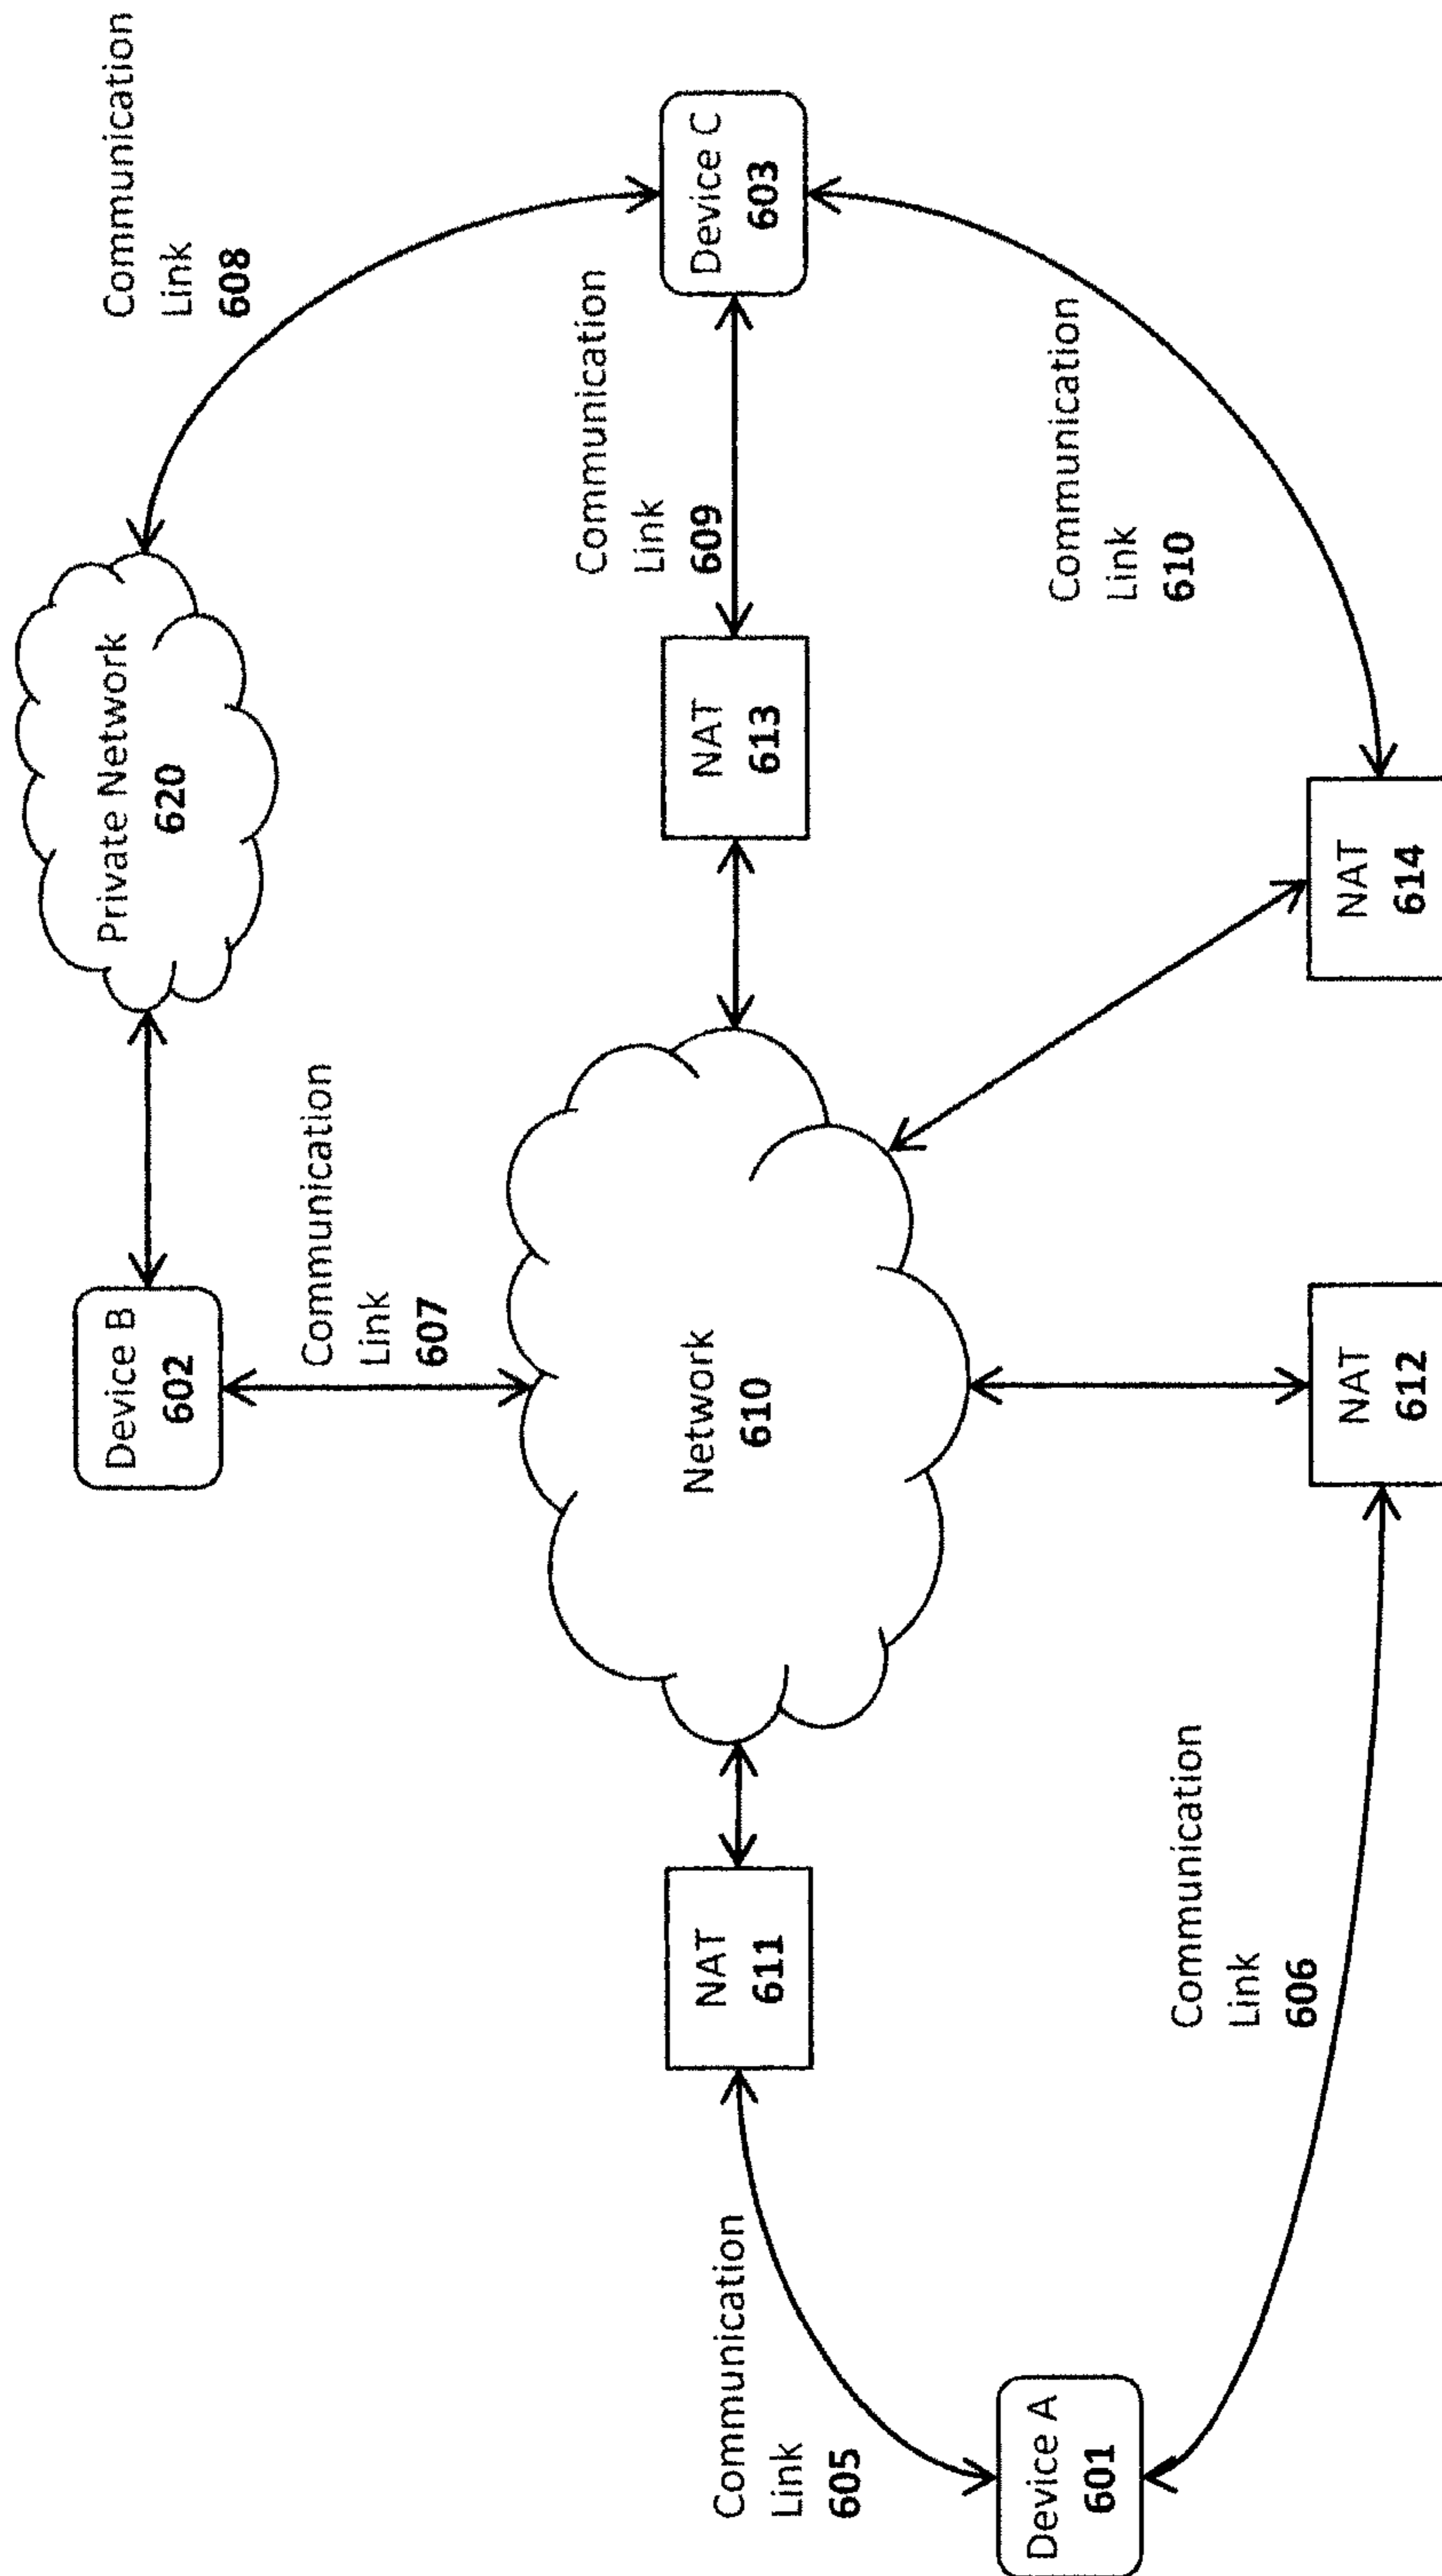 Communication
Link
608
Private Network
620
Device B
602
Communication
Link
607
Communication
Link
609
Device C
603
NAT
613
Network
610
NAT
611
Communication
Link
605
Communication
Link
610
Device A
601
Communication
Link
606
NAT
612
NAT
614